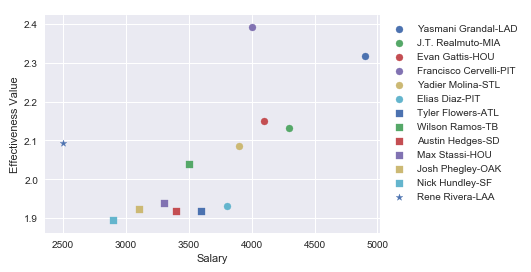 2.4
2.3
2.2
2.1
2.0
1.9
Effectiveness Value
2500 3000 3500 4000 4500 5000
Salary
Yasmani Grandal-LAD
J.T. Realmuto-MIA
Evan Gattis-HOU
Francisco Cervelli-PIT
Yadier Molina-STL
Elias Diaz-PIT
Tyler Flowers-ATL
Wilson Ramos-TB
Austin Hedges-SD
Max Stassi-HOU
Josh Phegley-OAK
Nick Hundley-SF
Rene Rivera-LAA